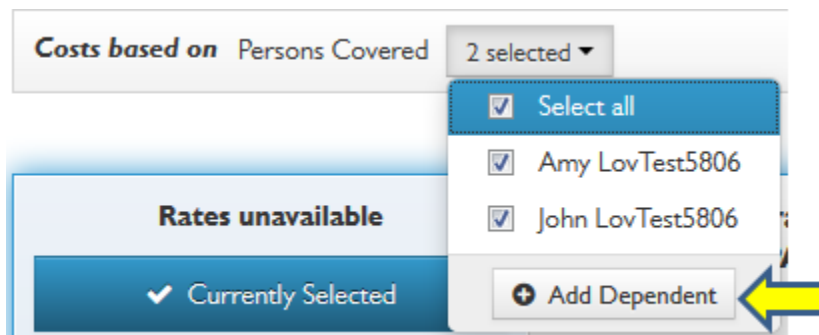 Costs based on Persons Covered 2 selected
Select all
Amy LovTest5806
John LovTest5806
Rates unavailable
Currently Selected
Add Dependent